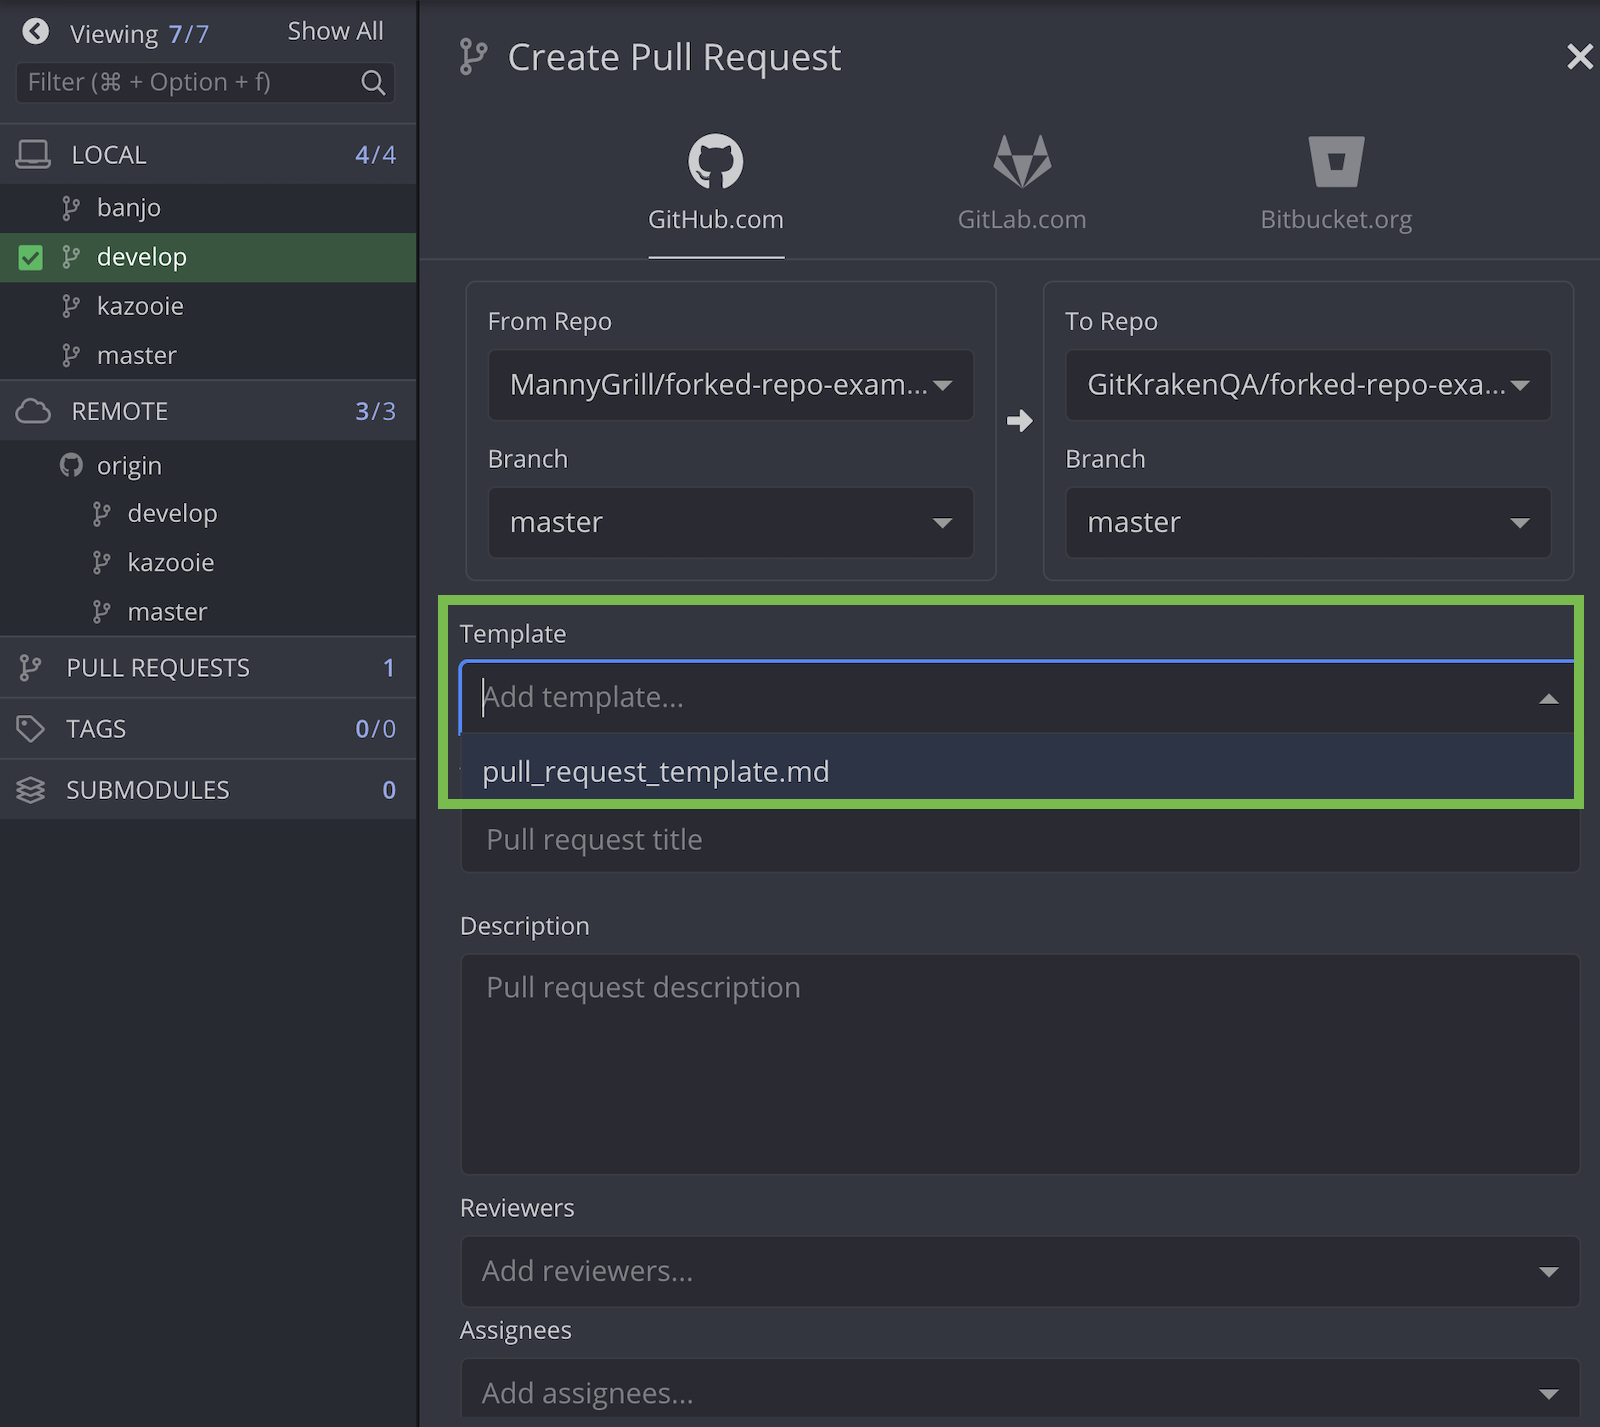 Viewing 7/7 Show All
Filter (⌘ + Option + f)
LOCAL 4/4
banjo
develop
kazooie
master
REMOTE 3/3
origin
develop
kazooie
master
PULL REQUESTS 1
TAGS 0/0
SUBMODULES 0
Create Pull Request
GitHub.com GitLab.com Bitbucket.org
From Repo
MannyGrill/forked-repo-exam...
Branch
master
To Repo
GitKrakenQA/forked-repo-exa...
Branch
master
Template
Add template...
pull_request_template.md
Pull request title
Description
Pull request description
Reviewers
Add reviewers...
Assignees
Add assignees...